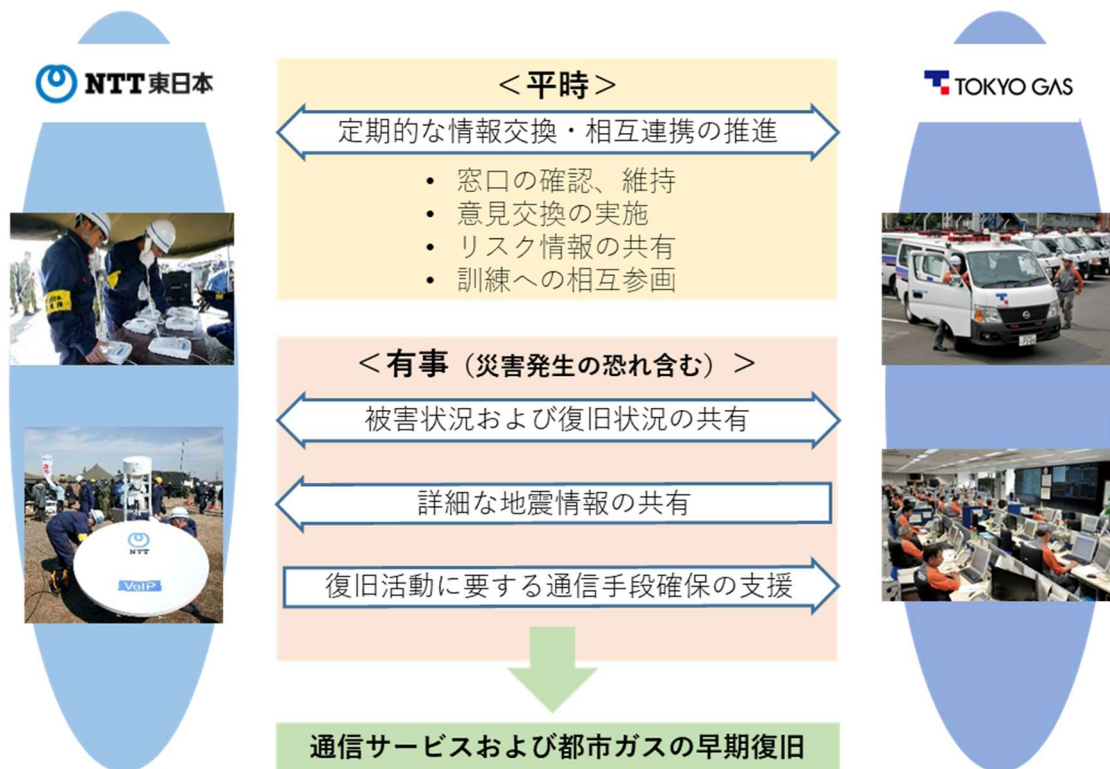 NTT東日本
TOKYO GAS
＜平時＞
定期的な情報交換・相互連携の推進
• 窓口の確認、維持
• 意見交換の実施
• リスク情報の共有
• 訓練への相互参画
＜有事（災害発生の恐れ含む）＞
被害状況および復旧状況の共有
詳細な地震情報の共有
復旧活動に要する通信手段確保の支援
NTT
VoIP
通信サービスおよび都市ガスの早期復旧